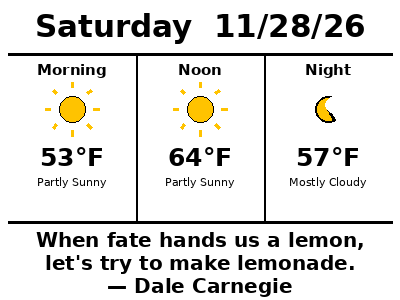 Saturday  11/28/26
Morning
Noon
Night
53°F
64°F
57°F
Partly Sunny
Partly Sunny
Mostly Cloudy
When fate hands us a lemon,
let's try to make lemonade.
— Dale Carnegie